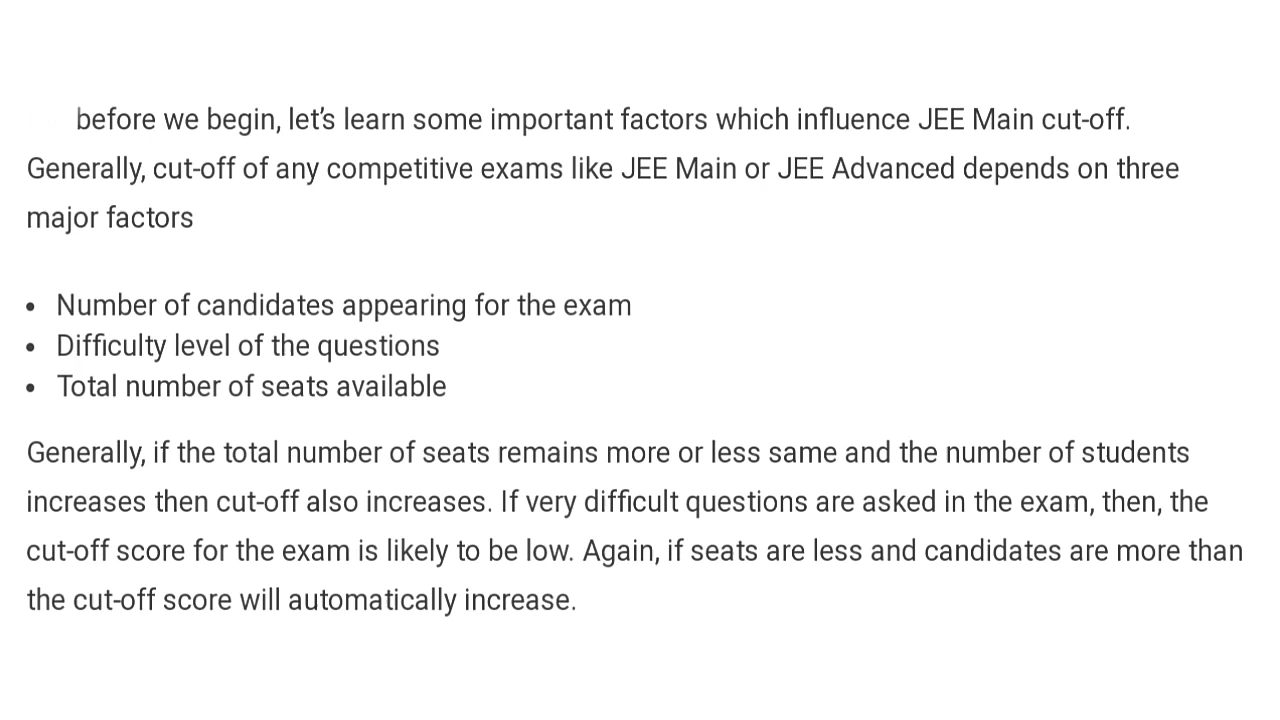 before we begin, let's learn some important factors which influence JEE Main cut-off.
Generally, cut-off of any competitive exams like JEE Main or JEE Advanced depends on three
major factors
• Number of candidates appearing for the exam
• Difficulty level of the questions
• Total number of seats available
Generally, if the total number of seats remains more or less same and the number of students
increases then cut-off also increases. If very difficult questions are asked in the exam, then, the
cut-off score for the exam is likely to be low. Again, if seats are less and candidates are more than
the cut-off score will automatically increase.